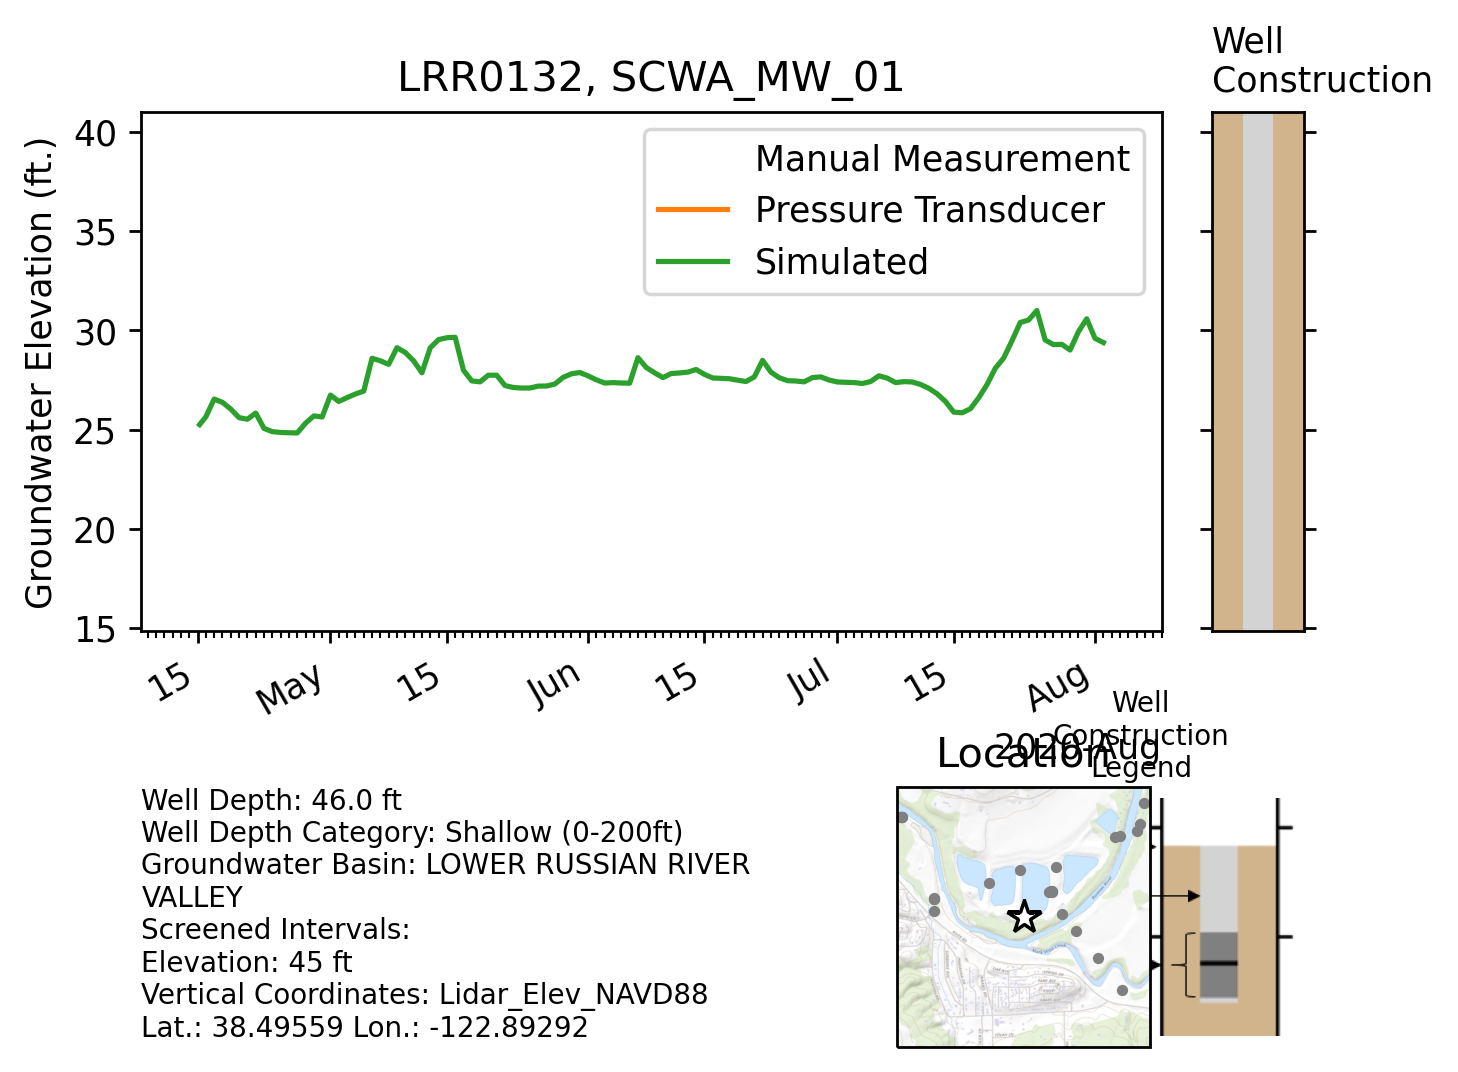 Well
Construction
LRR0132, SCWA_MW_01
Groundwater Elevation (ft.)
40
35
30
25
20
15
Manual Measurement
Pressure Transducer
Simulated
15
May
15
Jun
15
Jul
15
Aug
2020-Aug
Location
Well
Construction
Legend
Well Depth: 46.0 ft
Well Depth Category: Shallow (0-200ft)
Groundwater Basin: LOWER RUSSIAN RIVER
VALLEY
Screened Intervals:
Elevation: 45 ft
Vertical Coordinates: Lidar_Elev_NAVD88
Lat.: 38.49559 Lon.: -122.89292